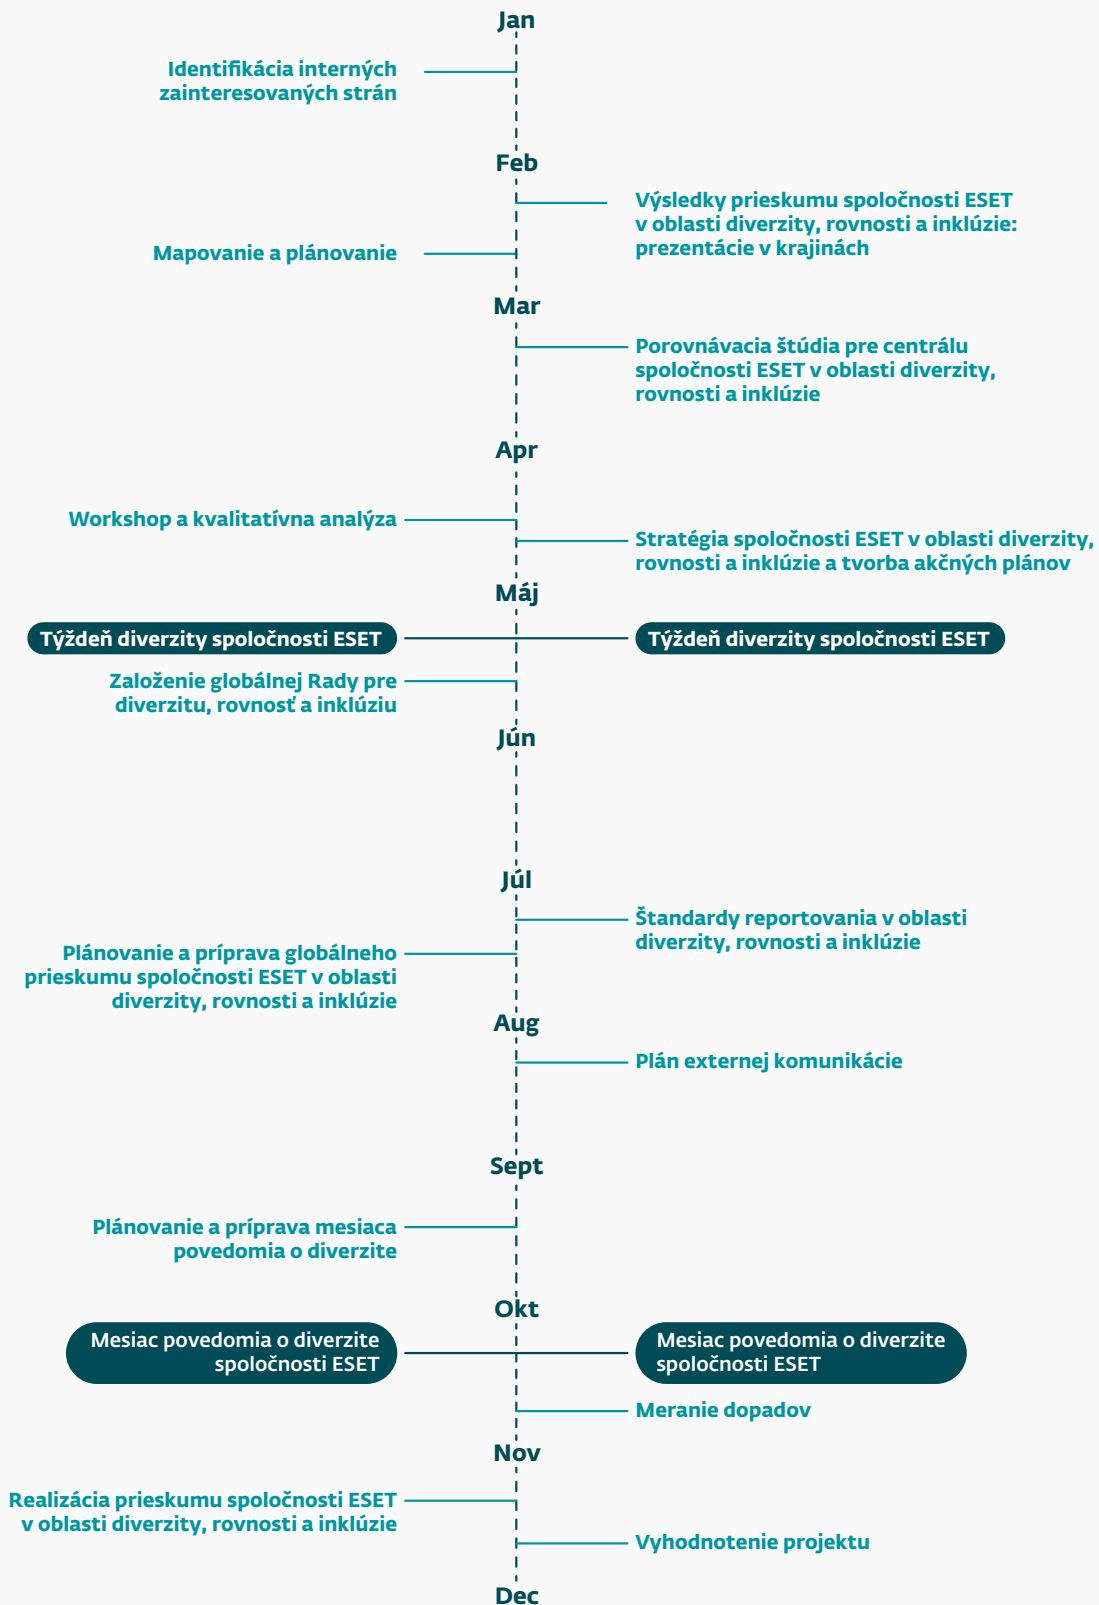 Jan
Identifikácia interných
zainteresovaných strán
Feb
Výsledky prieskumu spoločnosti ESET
v oblasti diverzity, rovnosti a inklúzie:
prezentácie v krajinách
Mapovanie a plánovanie
Mar
Porovnávacia štúdia pre centrálu
spoločnosti ESET v oblasti diverzity,
rovnosti a inklúzie
Apr
Workshop a kvalitatívna analýza
Stratégia spoločnosti ESET v oblasti diverzity,
rovnosti a inklúzie a tvorba akčných plánov
Máj
Týždeň diverzity spoločnosti ESET
Týždeň diverzity spoločnosti ESET
Založenie globálnej Rady pre
diverzitu, rovnosť a inklúziu
Jún
Júl
Štandardy reportovania v oblasti
diverzity, rovnosti a inklúzie
Plánovanie a príprava globálneho
prieskumu spoločnosti ESET v oblasti
diverzity, rovnosti a inklúzie
Aug
Plán externej komunikácie
Sept
Plánovanie a príprava mesiaca
povedomia o diverzite
Okt
Mesiac povedomia o diverzite
spoločnosti ESET
Mesiac povedomia o diverzite
spoločnosti ESET
Meranie dopadov
Nov
Realizácia prieskumu spoločnosti ESET
v oblasti diverzity, rovnosti a inklúzie
Vyhodnotenie projektu
Dec